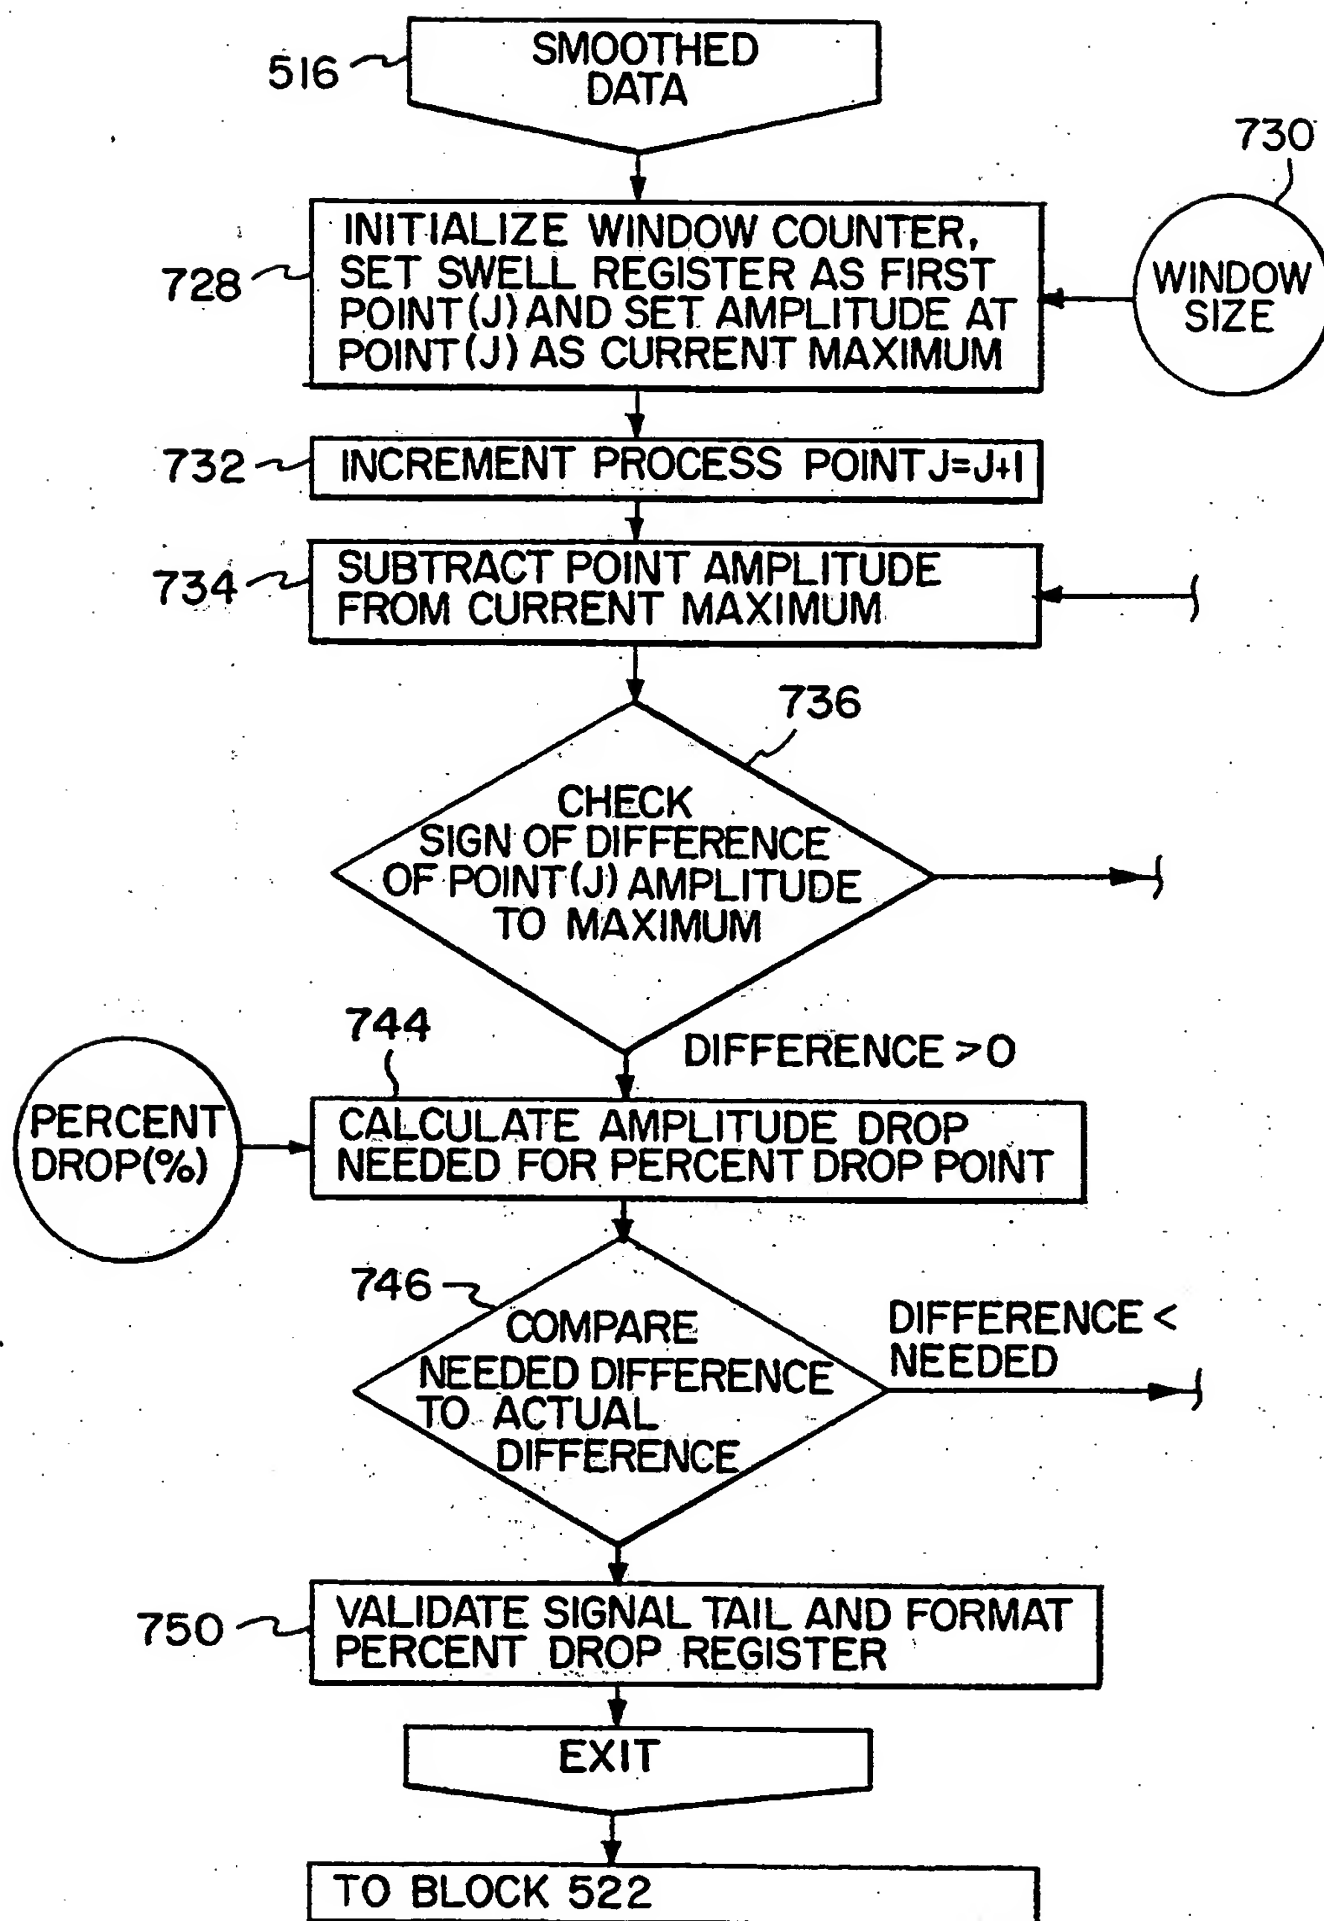 516
SMOOTHED
DATA
730
728
INITIALIZE WINDOW COUNTER,
SET SWELL REGISTER AS FIRST
POINT(J) AND SET AMPLITUDE AT
POINT(J) AS CURRENT MAXIMUM
WINDOW
SIZE
732
INCREMENT PROCESS POINT J=J+1
734
SUBTRACT POINT AMPLITUDE
FROM CURRENT MAXIMUM
736
CHECK
SIGN OF DIFFERENCE
OF POINT(J) AMPLITUDE
TO MAXIMUM
744
DIFFERENCE >0
PERCENT
DROP(%)
CALCULATE AMPLITUDE DROP
NEEDED FOR PERCENT DROP POINT
746
COMPARE
NEEDED DIFFERENCE
TO ACTUAL
DIFFERENCE
DIFFERENCE <
NEEDED
750
VALIDATE SIGNAL TAIL AND FORMAT
PERCENT DROP REGISTER
EXIT
TO BLOCK 522